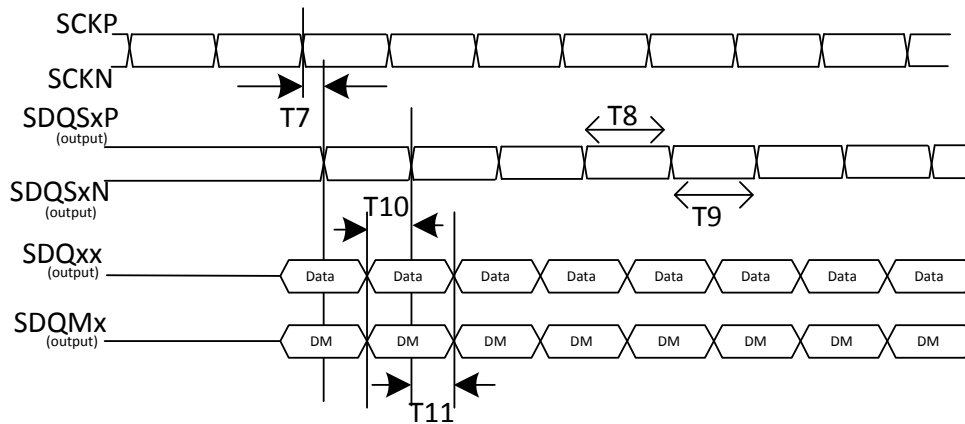 SCKP
SCKN
T7
SDQSxP
(output)
T8
SDQSxN
(output)
T9
T10
SDQxx
(output)
Data Data Data Data Data Data Data Data
SDQMx
(output)
DM DM DM DM DM DM DM DM
T11